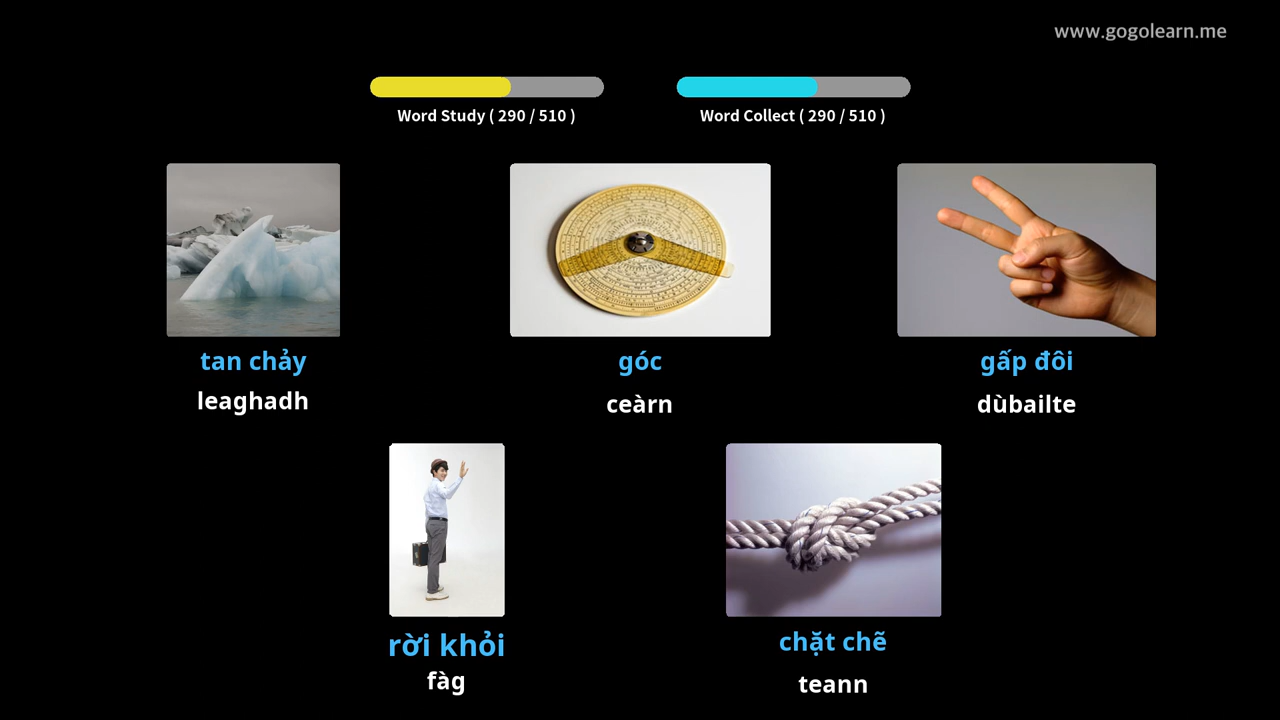 www.gogolearn.me
Word Study ( 290 / 510 )
Word Collect ( 290 / 510 )
tan chảy
leaghadh
góc
ceàrn
gấp đôi
dùbailte
rời khỏi
fàg
chặt chẽ
teann